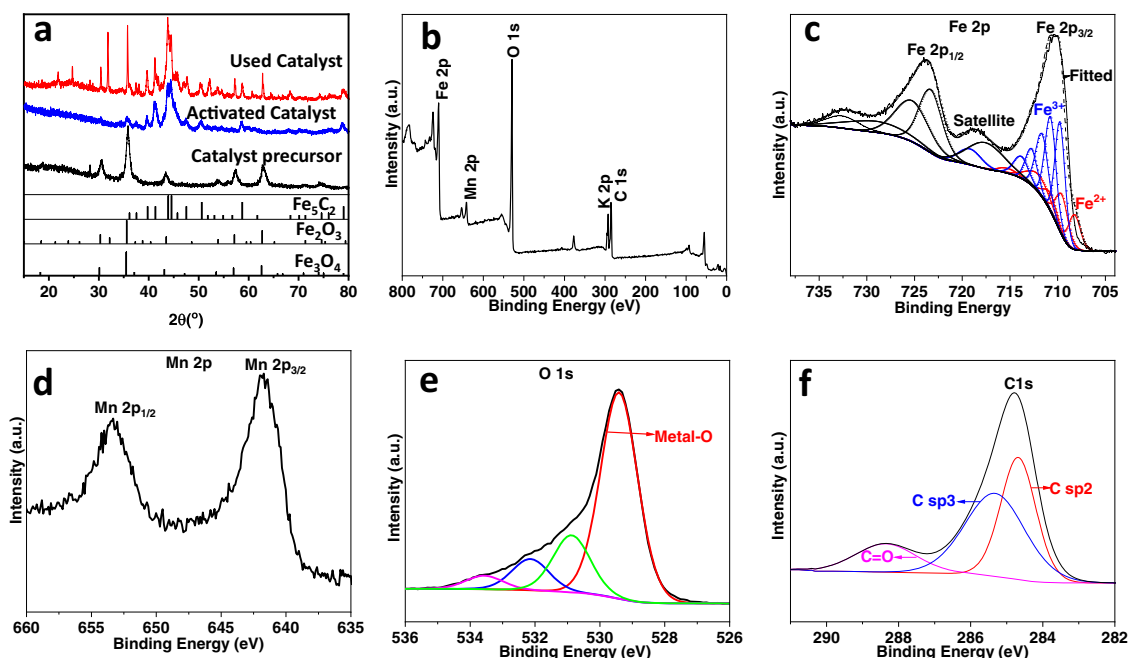 a
Used Catalyst
Activated Catalyst
Catalyst precursor
Fe₅C₂
Fe₂O₃
Fe₃O₄
20 30 40 50 60 70 80
2θ(°)
b
Intensity (a.u.)
Fe 2p
Mn 2p
O 1s
K 2p
C 1s
800 700 600 500 400 300 200 100 0
Binding Energy (eV)
c
Intensity (a.u.)
Fe 2p
Fe 2p₁/₂
Fe 2p₃/₂
Fitted
Satellite
Fe³⁺
Fe²⁺
735 730 725 720 715 710 705
Binding Energy
d
Intensity (a.u.)
Mn 2p
Mn 2p₁/₂
Mn 2p₃/₂
660 655 650 645 640 635
Binding Energy (eV)
e
Intensity (a.u.)
O 1s
Metal-O
536 534 532 530 528 526
Binding Energy (eV)
f
Intensity (a.u.)
C1s
C sp3
C sp2
C=O
290 288 286 284 282
Binding Energy (eV)